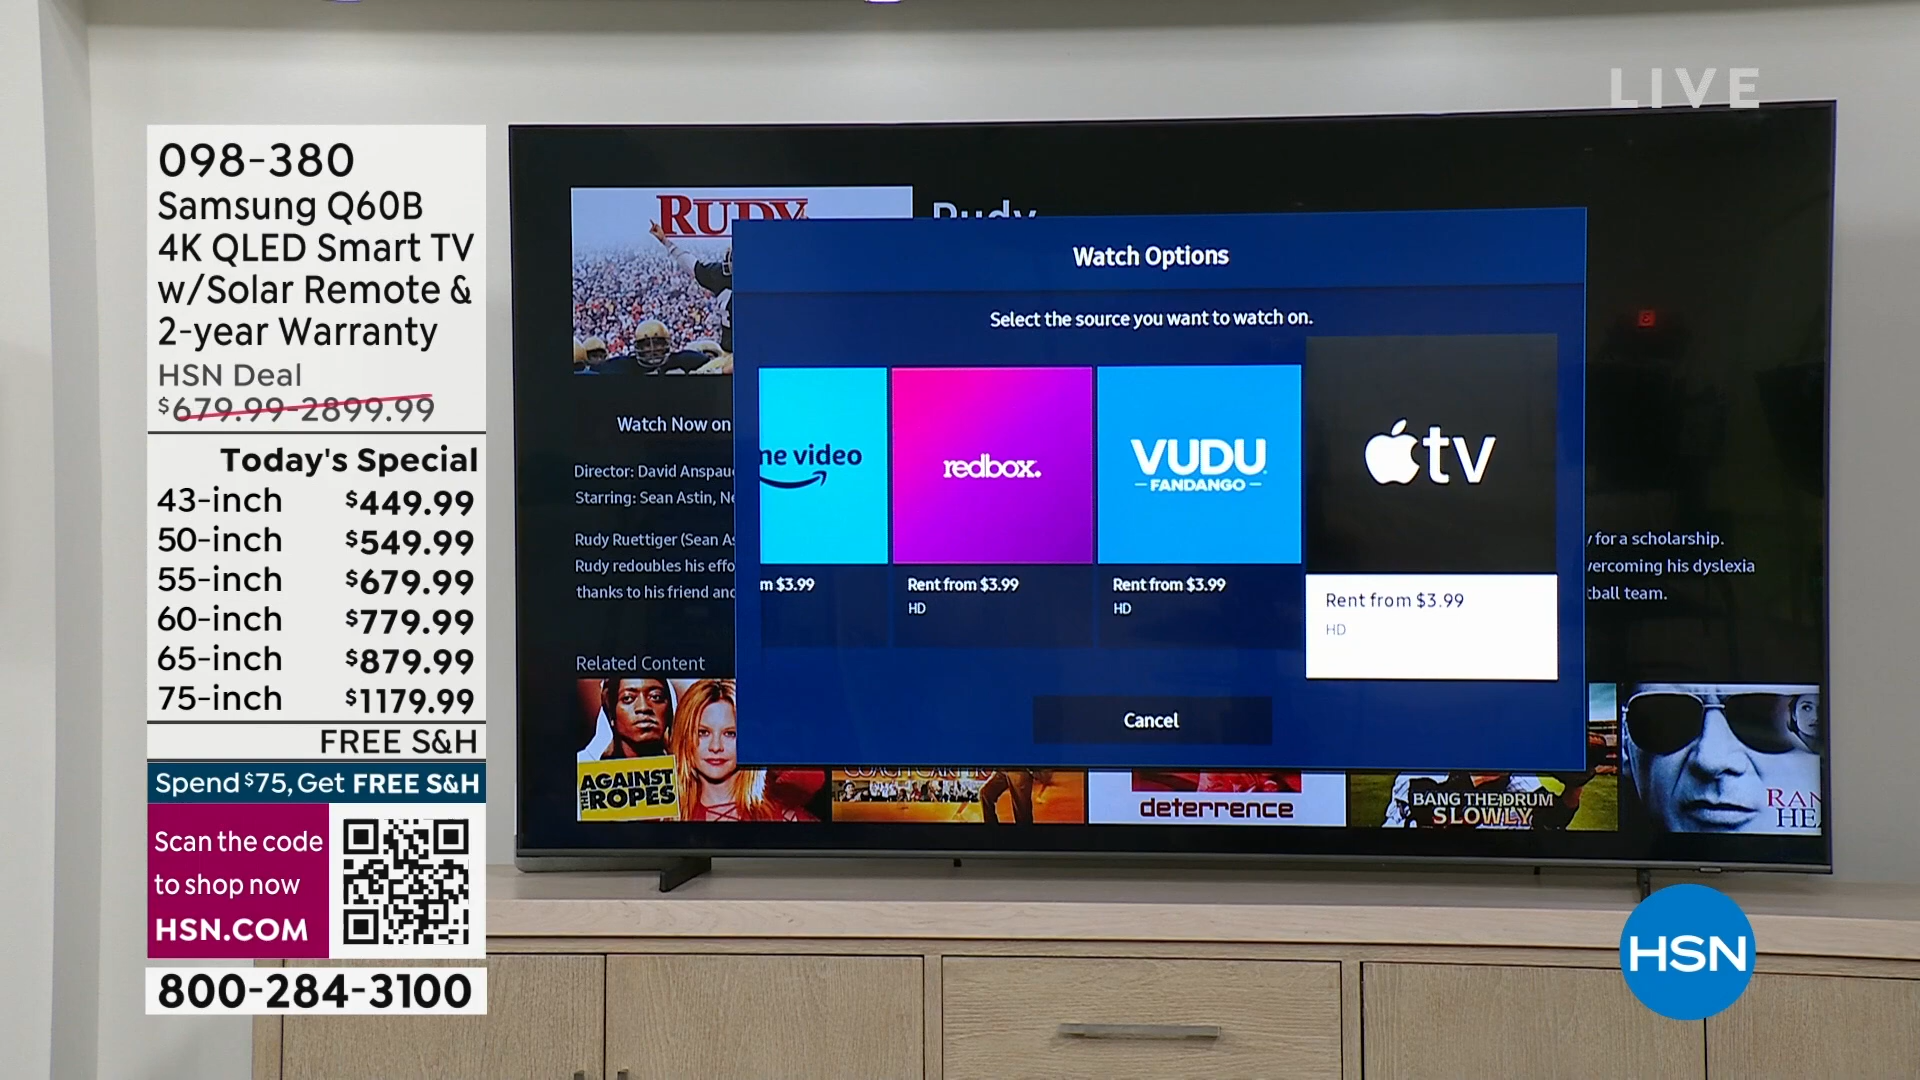 LIVE
098-380
Samsung Q60B
4K QLED Smart TV
w/Solar Remote &
2-year Warranty
HSN Deal
$679.99-2899.99
Today's Special
43-inch $449.99
50-inch $549.99
55-inch $679.99
60-inch $779.99
65-inch $879.99
75-inch $1179.99
FREE S&H
Spend $75, Get FREE S&H
Scan the code
to shop now
HSN.COM
800-284-3100
RUDY
Rudy
Watch Now on
Director: David Anspau
Starring: Sean Astin, Ne
Rudy Ruettiger (Sean As
Rudy redoubles his effo
thanks to his friend and
y for a scholarship.
vercoming his dyslexia
tball team.
Related Content
Watch Options
Select the source you want to watch on.
me video
redbox.
VUDU
FANDANGO
tv
m $3.99
Rent from $3.99
HD
Rent from $3.99
HD
Rent from $3.99
HD
Cancel
AGAINST
THE ROPES
COACH CARTER
deterrence
BANG THE DRUM
SLOWLY
RAN
HE
HSN